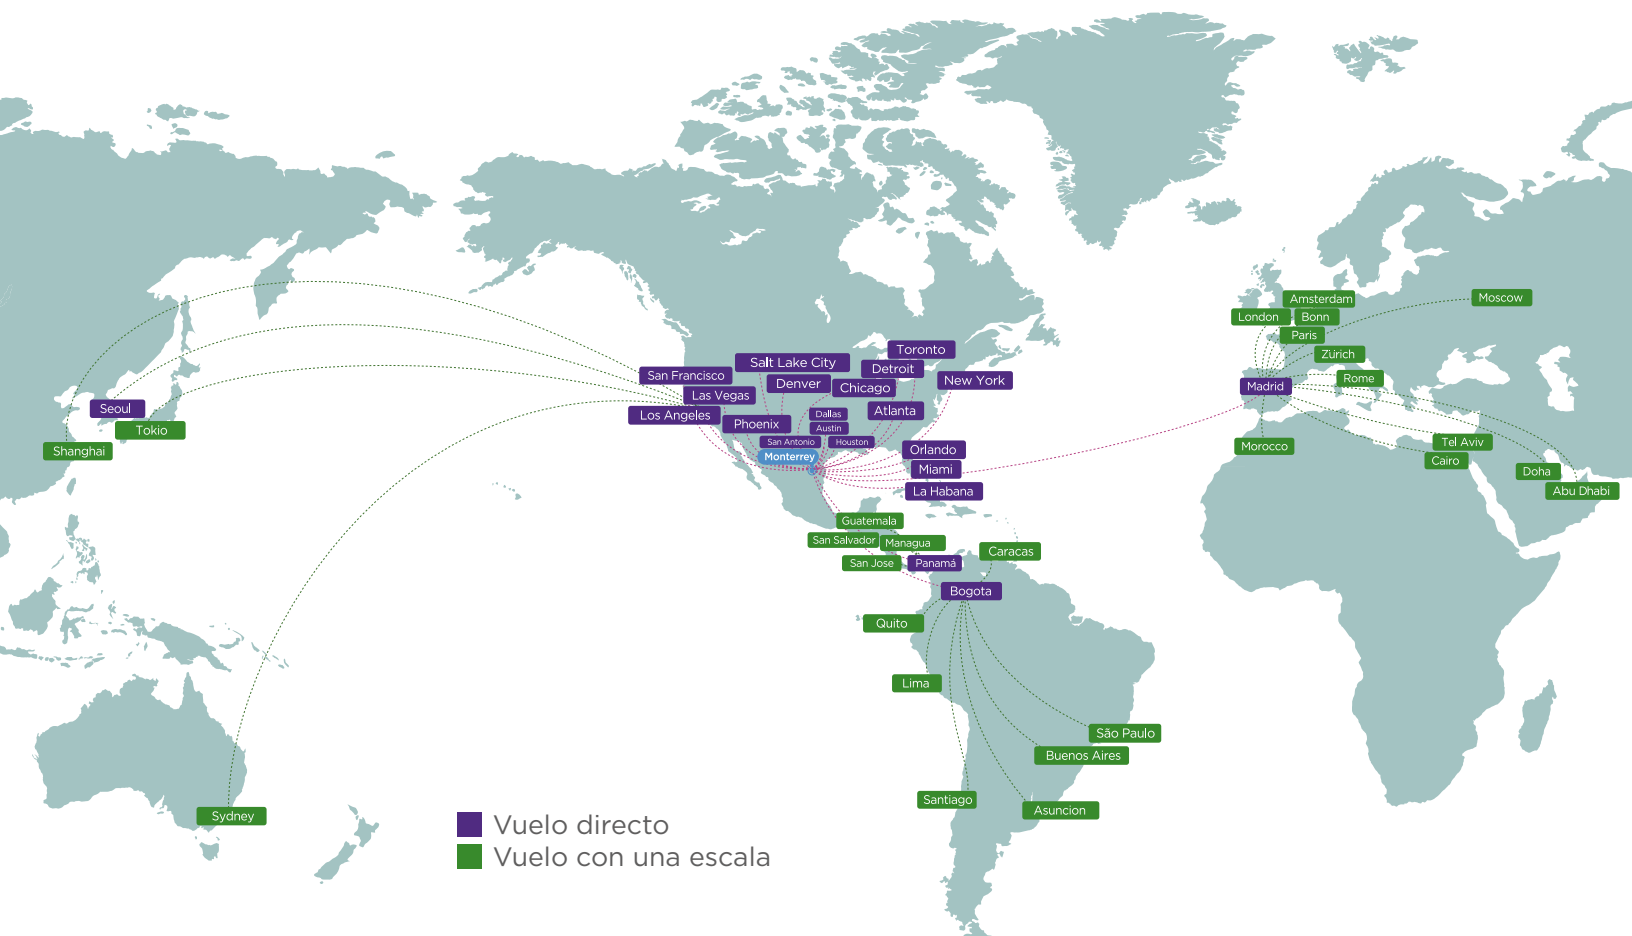 Amsterdam
Moscow
London
Bonn
Paris
Toronto
Zürich
Salt Lake City
Detroit
San Francisco
Rome
New York
Denver
Madrid
Chicago
Las Vegas
Seoul
Atlanta
Los Angeles
Dallas
Phoenix
Austin
Tokio
San Antonio
Houston
Tel Aviv
Morocco
Orlando
Shanghai
Monterrey
Cairo
Miami
Doha
La Habana
Abu Dhabi
Guatemala
San Salvador
Managua
Caracas
San Jose
Panamá
Bogota
Quito
Lima
São Paulo
Buenos Aires
Santiago
Asuncion
Sydney
Vuelo directo
Vuelo con una escala